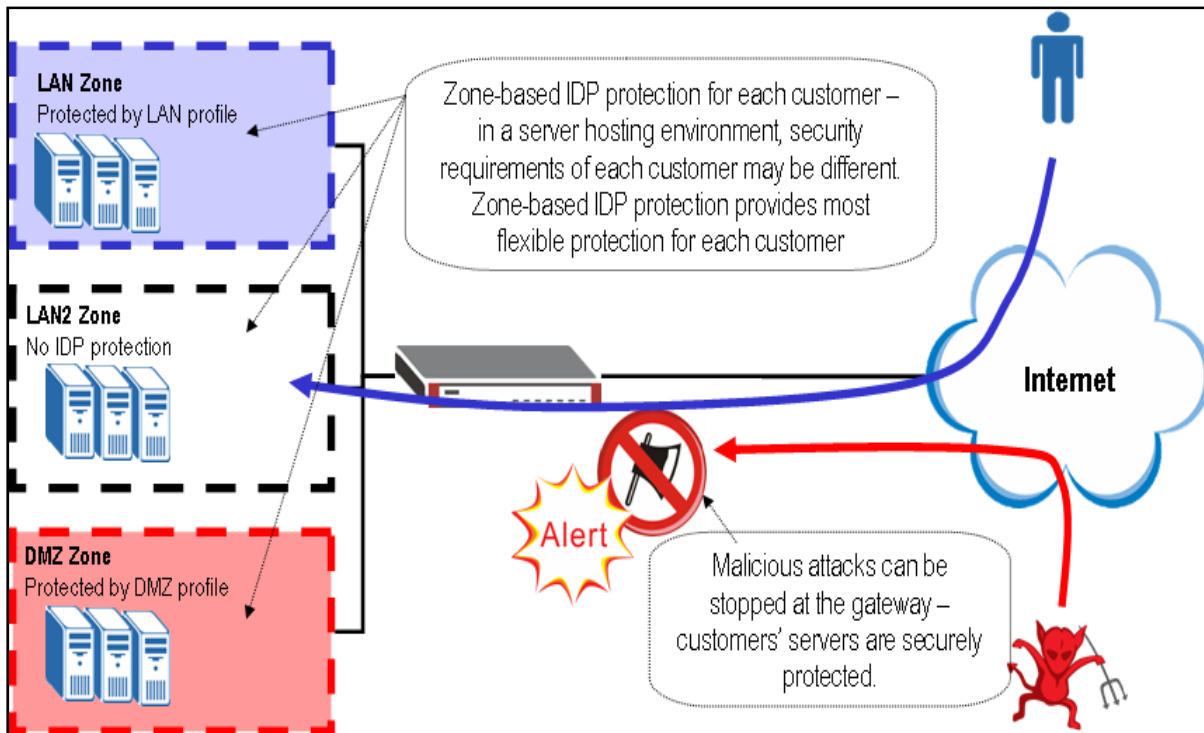 LAN Zone
Protected by LAN profile
Zone-based IDP protection for each customer –
in a server hosting environment, security
requirements of each customer may be different.
Zone-based IDP protection provides most
flexible protection for each customer
LAN2 Zone
No IDP protection
Internet
DMZ Zone
Protected by DMZ profile
Alert
Malicious attacks can be
stopped at the gateway –
customers’ servers are securely
protected.